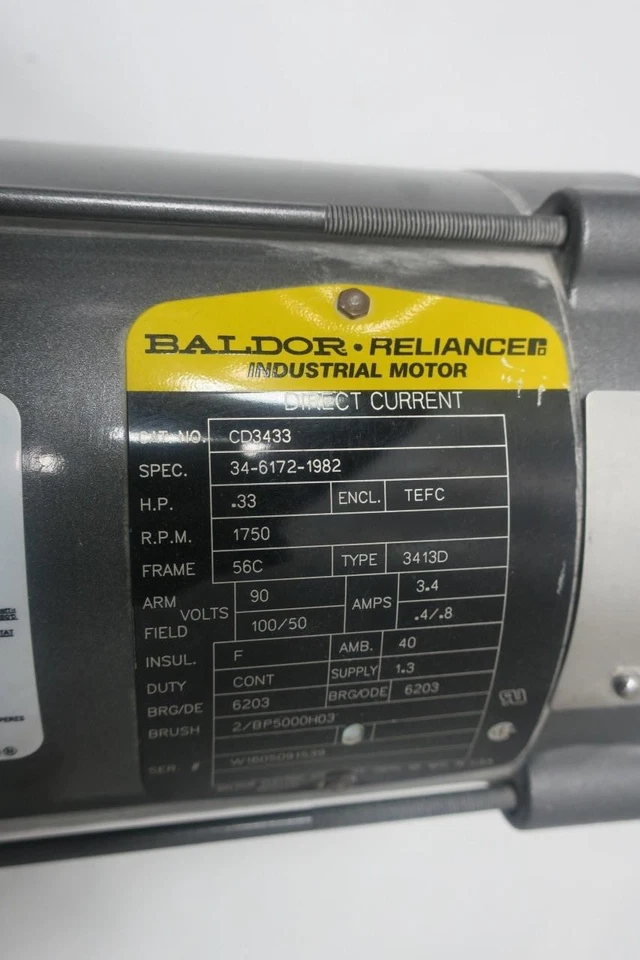 BALDOR • RELIANCE
INDUSTRIAL MOTOR
DIRECT CURRENT
CAT. NO. CD3433
SPEC. 34-6172-1982
H.P. .33 ENCL. TEFC
R.P.M. 1750
FRAME 56C TYPE 3413D
ARM VOLTS 90 AMPS 3.4
FIELD 100/50 .4/.8
INSUL. F AMB. 40
DUTY CONT SUPPLY 1.3
BRG/DE 6203 BRG/ODE 6203
BRUSH 2/BP5000H03
SER. #